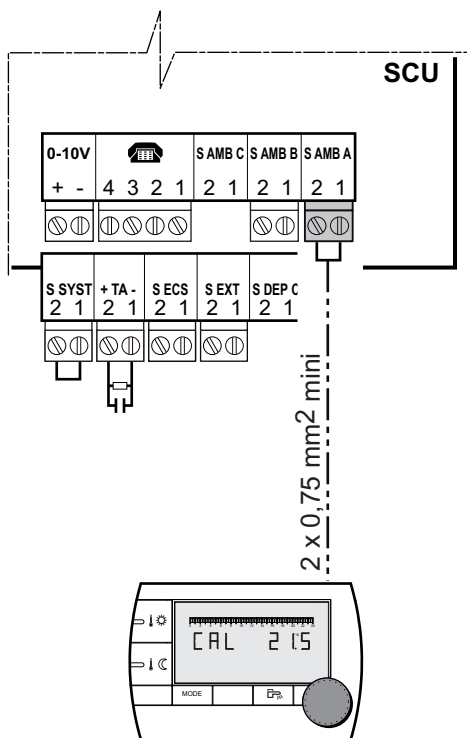 SCU
0-10V S AMB C S AMB B S AMB A
+ - 4 3 2 1 2 1 2 1 2 1
S SYST + TA - S ECS S EXT S DEP C
2 1 2 1 2 1 2 1 2 1
2 x 0,75 mm² mini
CAL 21.5
MODE